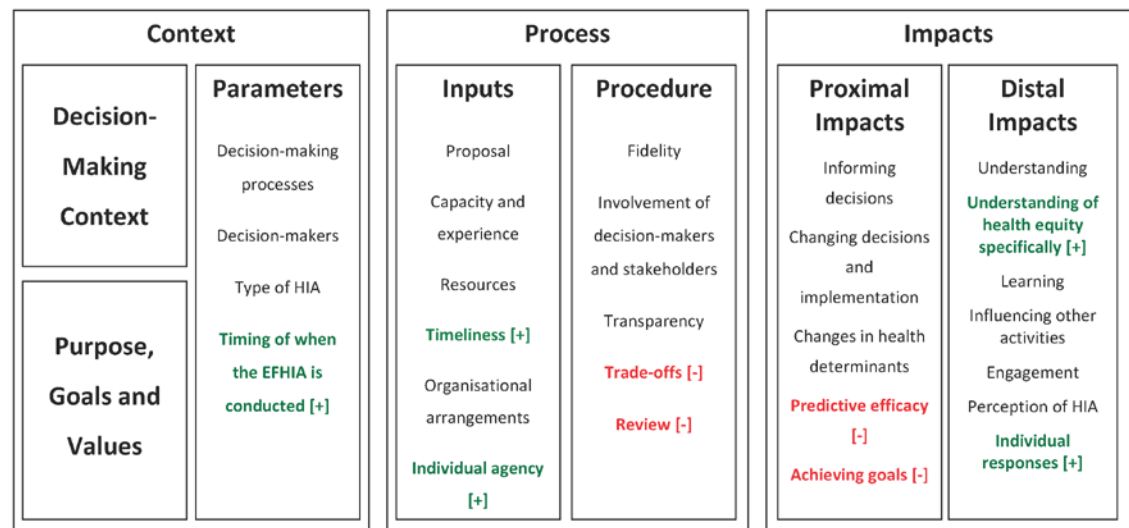 Context
Decision-
Making
Context
Purpose,
Goals and
Values
Parameters
Decision-making
processes
Decision-makers
Type of HIA
Timing of when
the EFHIA is
conducted [+]
Process
Inputs
Proposal
Capacity and
experience
Resources
Timeliness [+]
Organisational
arrangements
Individual agency
[+]
Procedure
Fidelity
Involvement of
decision-makers
and stakeholders
Transparency
Trade-offs [-]
Review [-]
Impacts
Proximal
Impacts
Informing
decisions
Changing decisions
and
implementation
Changes in health
determinants
Predictive efficacy
[-]
Achieving goals [-]
Distal
Impacts
Understanding
Understanding of
health equity
specifically [+]
Learning
Influencing other
activities
Engagement
Perception of HIA
Individual
responses [+]